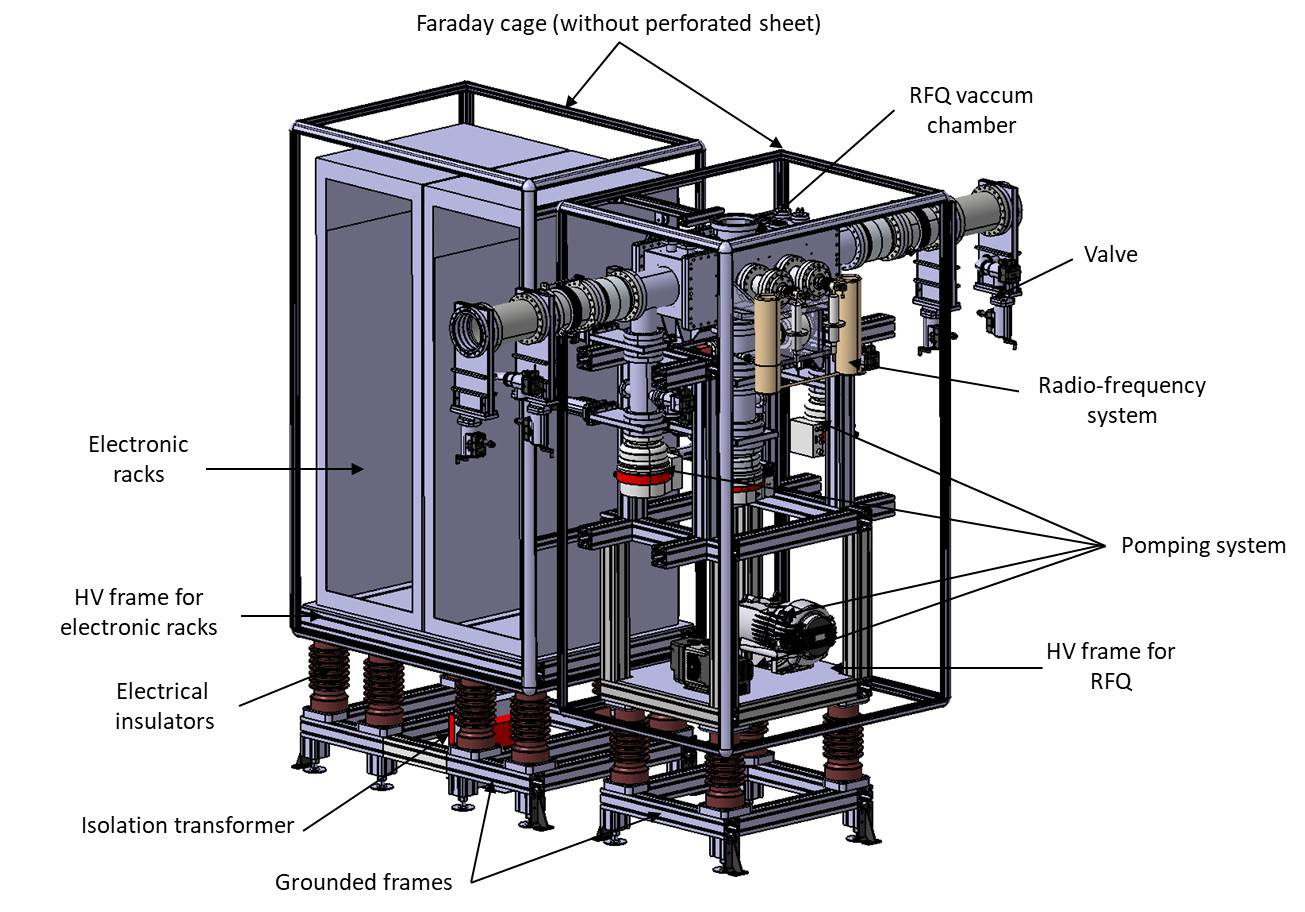 Faraday cage (without perforated sheet)
RFQ vaccum
chamber
Valve
Radio-frequency
system
Electronic
racks
Pomping system
HV frame for
electronic racks
HV frame for
RFQ
Electrical
insulators
Isolation transformer
Grounded frames